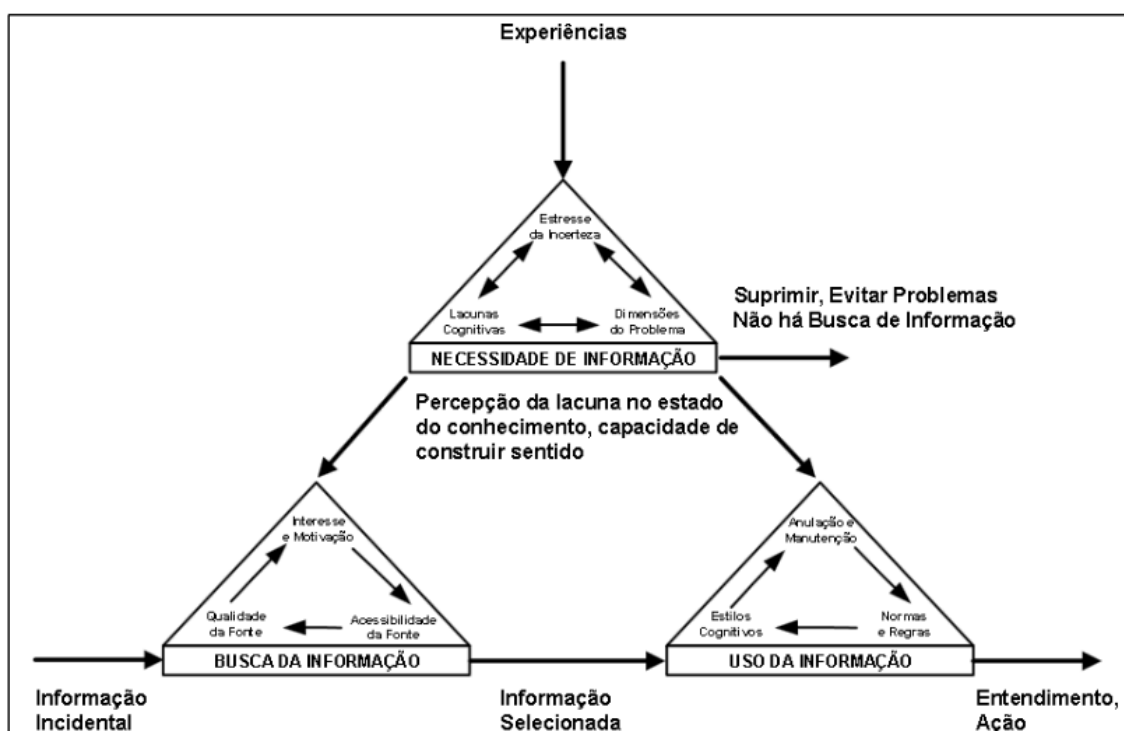 Experiências
Estresse
da Incerteza
Lacunas
Cognitivas
Dimensões
do Problema
NECESSIDADE DE INFORMAÇÃO
Suprimir, Evitar Problemas
Não há Busca de Informação
Percepção da lacuna no estado
do conhecimento, capacidade de
construir sentido
Interesse
e Motivação
Qualidade
da Fonte
Acessibilidade
da Fonte
BUSCA DA INFORMAÇÃO
Anulação e
Manutenção
Estilos
Cognitivos
Normas
e Regras
USO DA INFORMAÇÃO
Informação
Incidental
Informação
Selecionada
Entendimento,
Ação